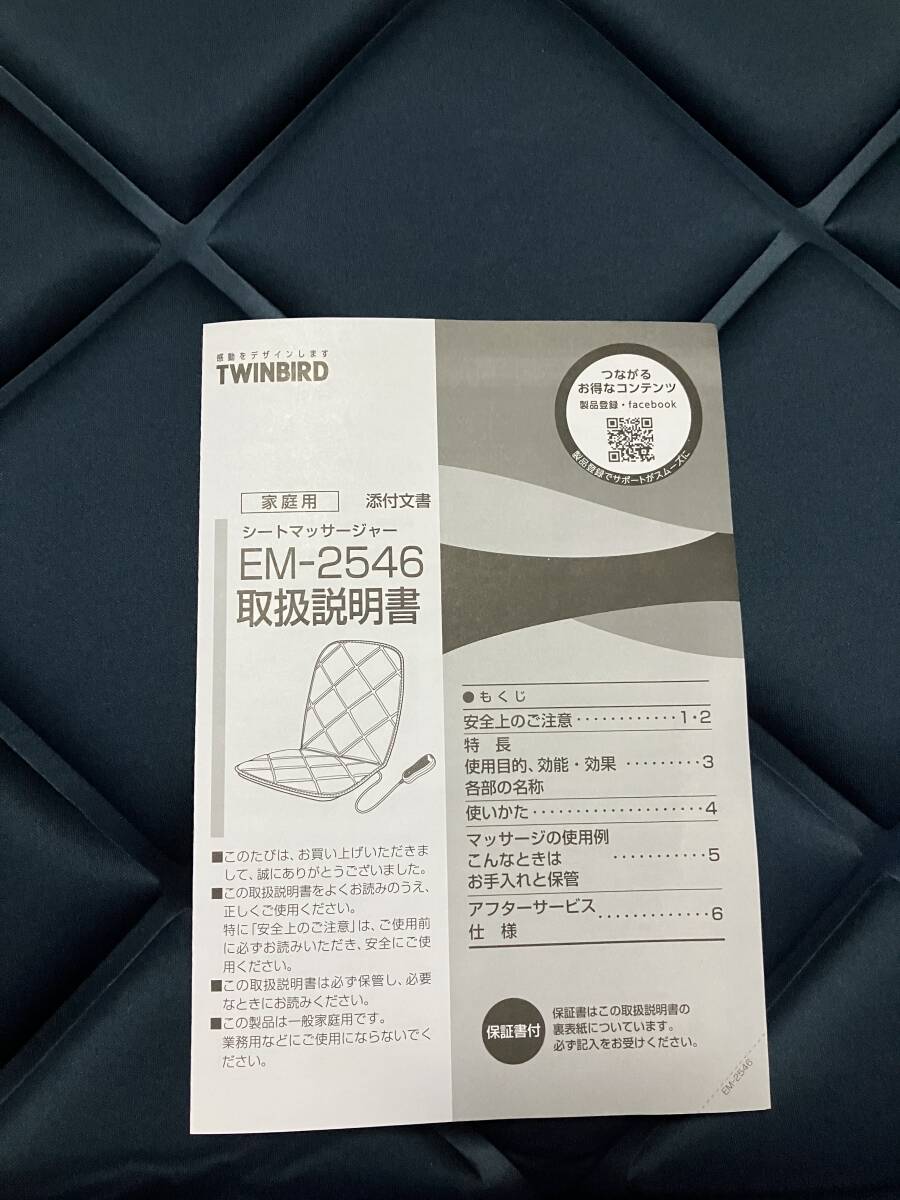 感動をデザインします
TWINBIRD
家庭用 添付文書
シートマッサージャー
EM-2546
取扱説明書
■このたびは、お買い上げいただきま
して、誠にありがとうございました。
■この取扱説明書をよくお読みのうえ、
正しくご使用ください。
特に「安全上のご注意」は、ご使用前
に必ずお読みいただき、安全にご使
用ください。
■この取扱説明書は必ず保管し、必要
なときにお読みください。
■この製品は一般家庭用です。
業務用などにご使用にならないでく
ださい。
つながる
お得なコンテンツ
製品登録・facebook
製品登録でサポートがスムーズに
●もくじ
安全上のご注意············1・2
特 長
使用目的、効能・効果·········3
各部の名称
使いかた····················4
マッサージの使用例
こんなときは···········5
お手入れと保管
アフターサービス·············6
仕 様
保証書付
保証書はこの取扱説明書の
裏表紙についています。
必ず記入をお受けください。
EM-2546